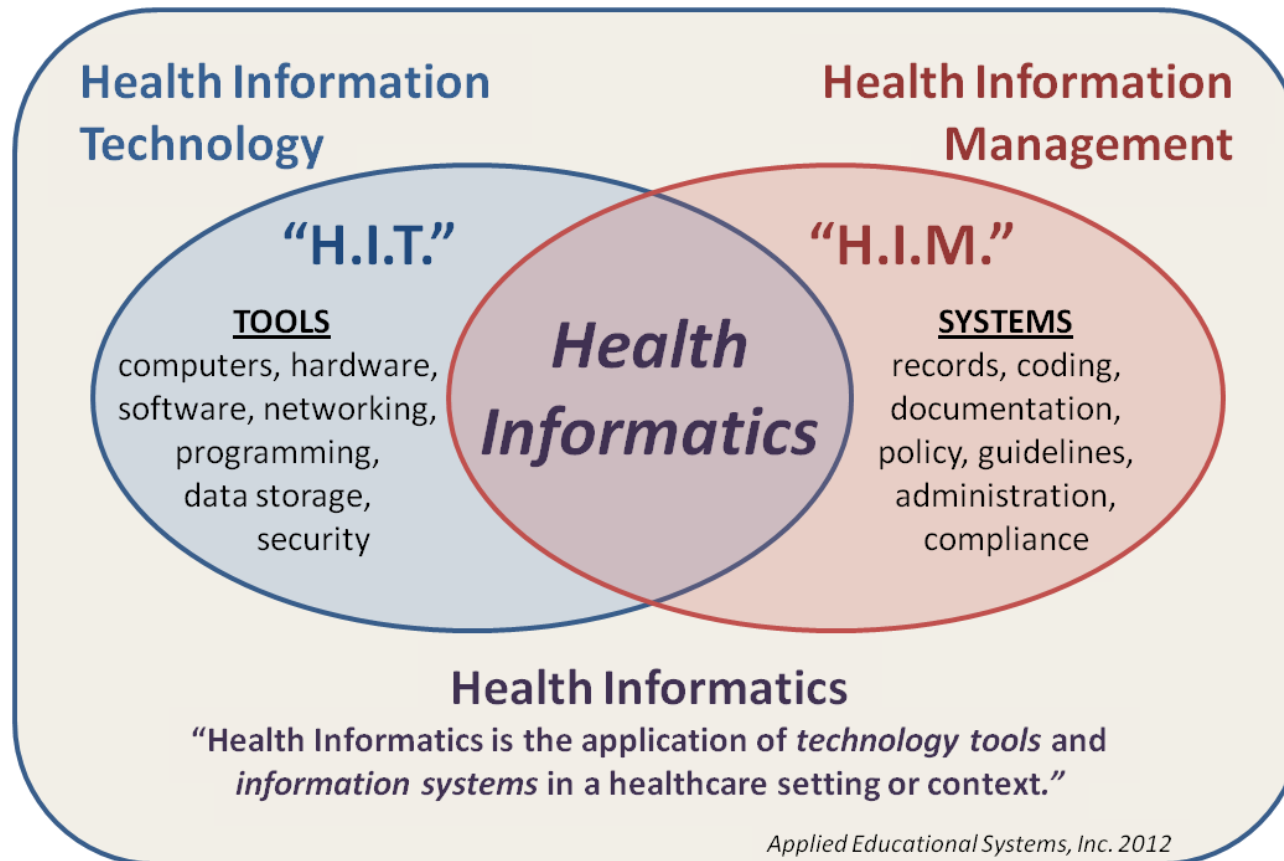 Health Information
Technology
Health Information
Management
“H.I.T.”
TOOLS
computers, hardware,
software, networking,
programming,
data storage,
security
Health
Informatics
“H.I.M.”
SYSTEMS
records, coding,
documentation,
policy, guidelines,
administration,
compliance
Health Informatics
“Health Informatics is the application of technology tools and
information systems in a healthcare setting or context.”
Applied Educational Systems, Inc. 2012